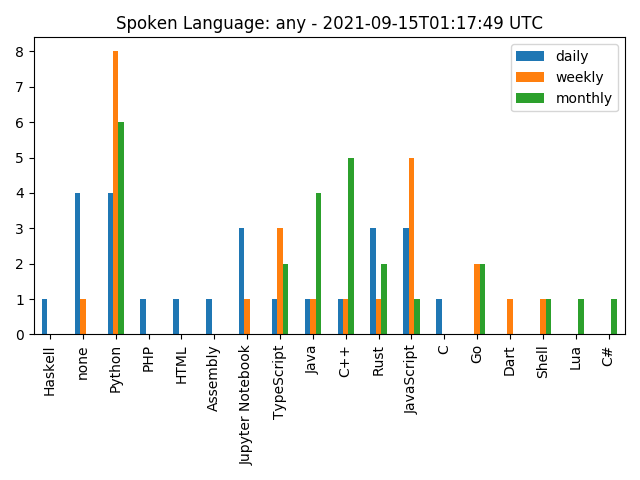 Spoken Language: any - 2021-09-15T01:17:49 UTC
daily
weekly
monthly
8
7
6
5
4
3
2
1
0
Haskell
none
Python
PHP
HTML
Assembly
Jupyter Notebook
TypeScript
Java
C++
Rust
JavaScript
C
Go
Dart
Shell
Lua
C#